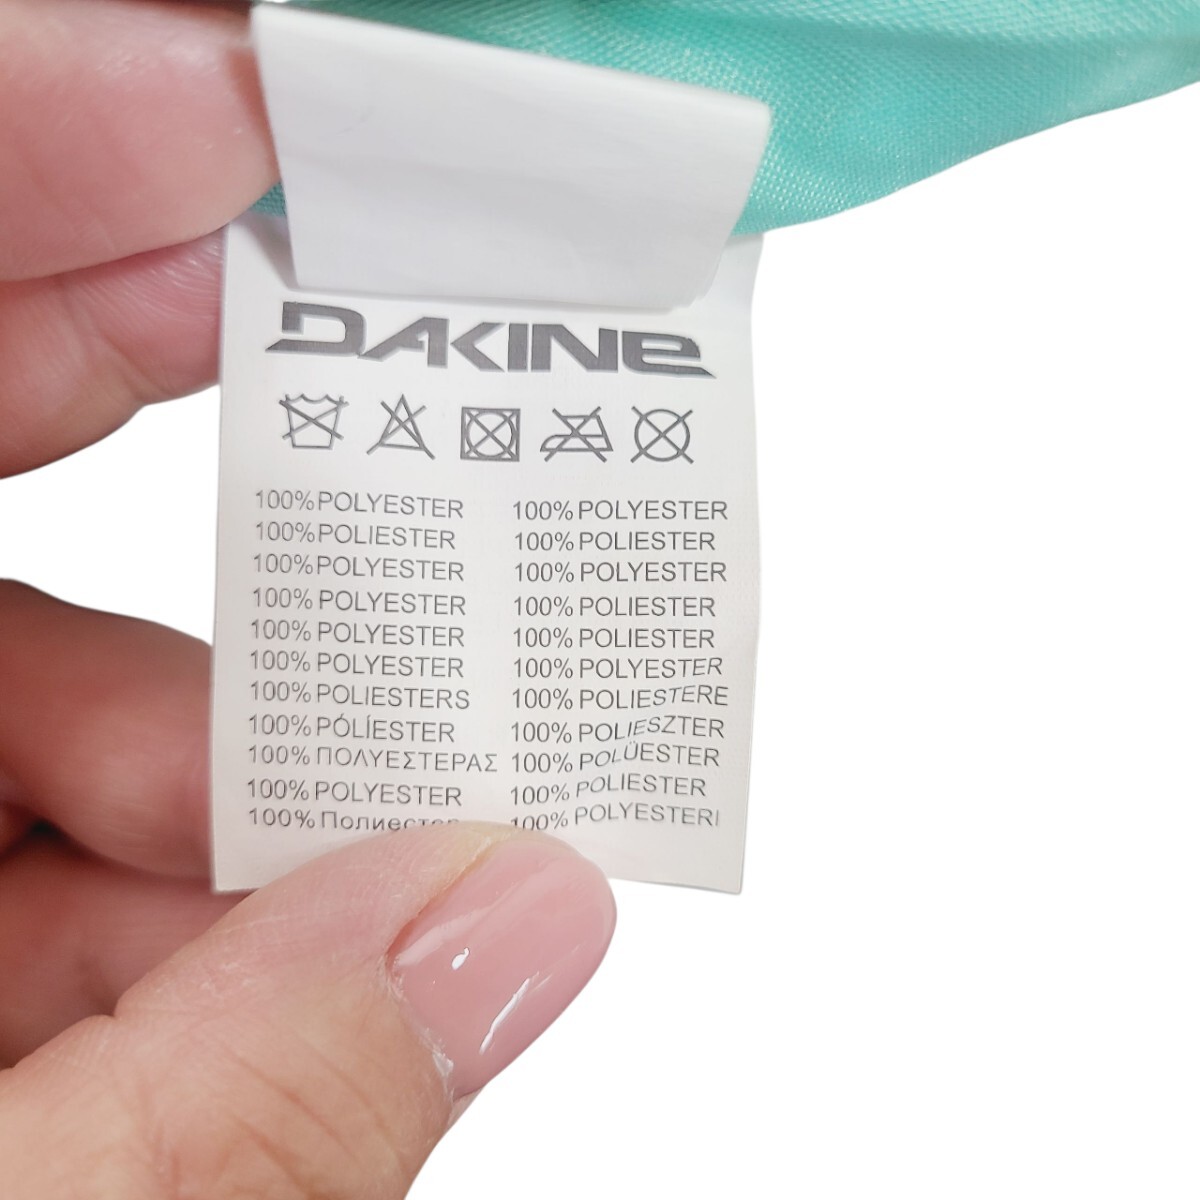 DAKINE
100% POLYESTER
100% POLIESTER
100% POLYESTER
100% POLYESTER
100% POLYESTER
100% POLYESTER
100% POLIESTERS
100% PÓLÍESTER
100% ΠΟΛΥΕΣΤΕΡΑΣ
100% POLYESTER
100% Полиестер
100% POLYESTER
100% POLIESTER
100% POLYESTER
100% POLIESTER
100% POLIESTER
100% POLYESTER
100% POLIESTERE
100% POLIESZTER
100% POLÜESTER
100% POLIESTER
100% POLYESTERI